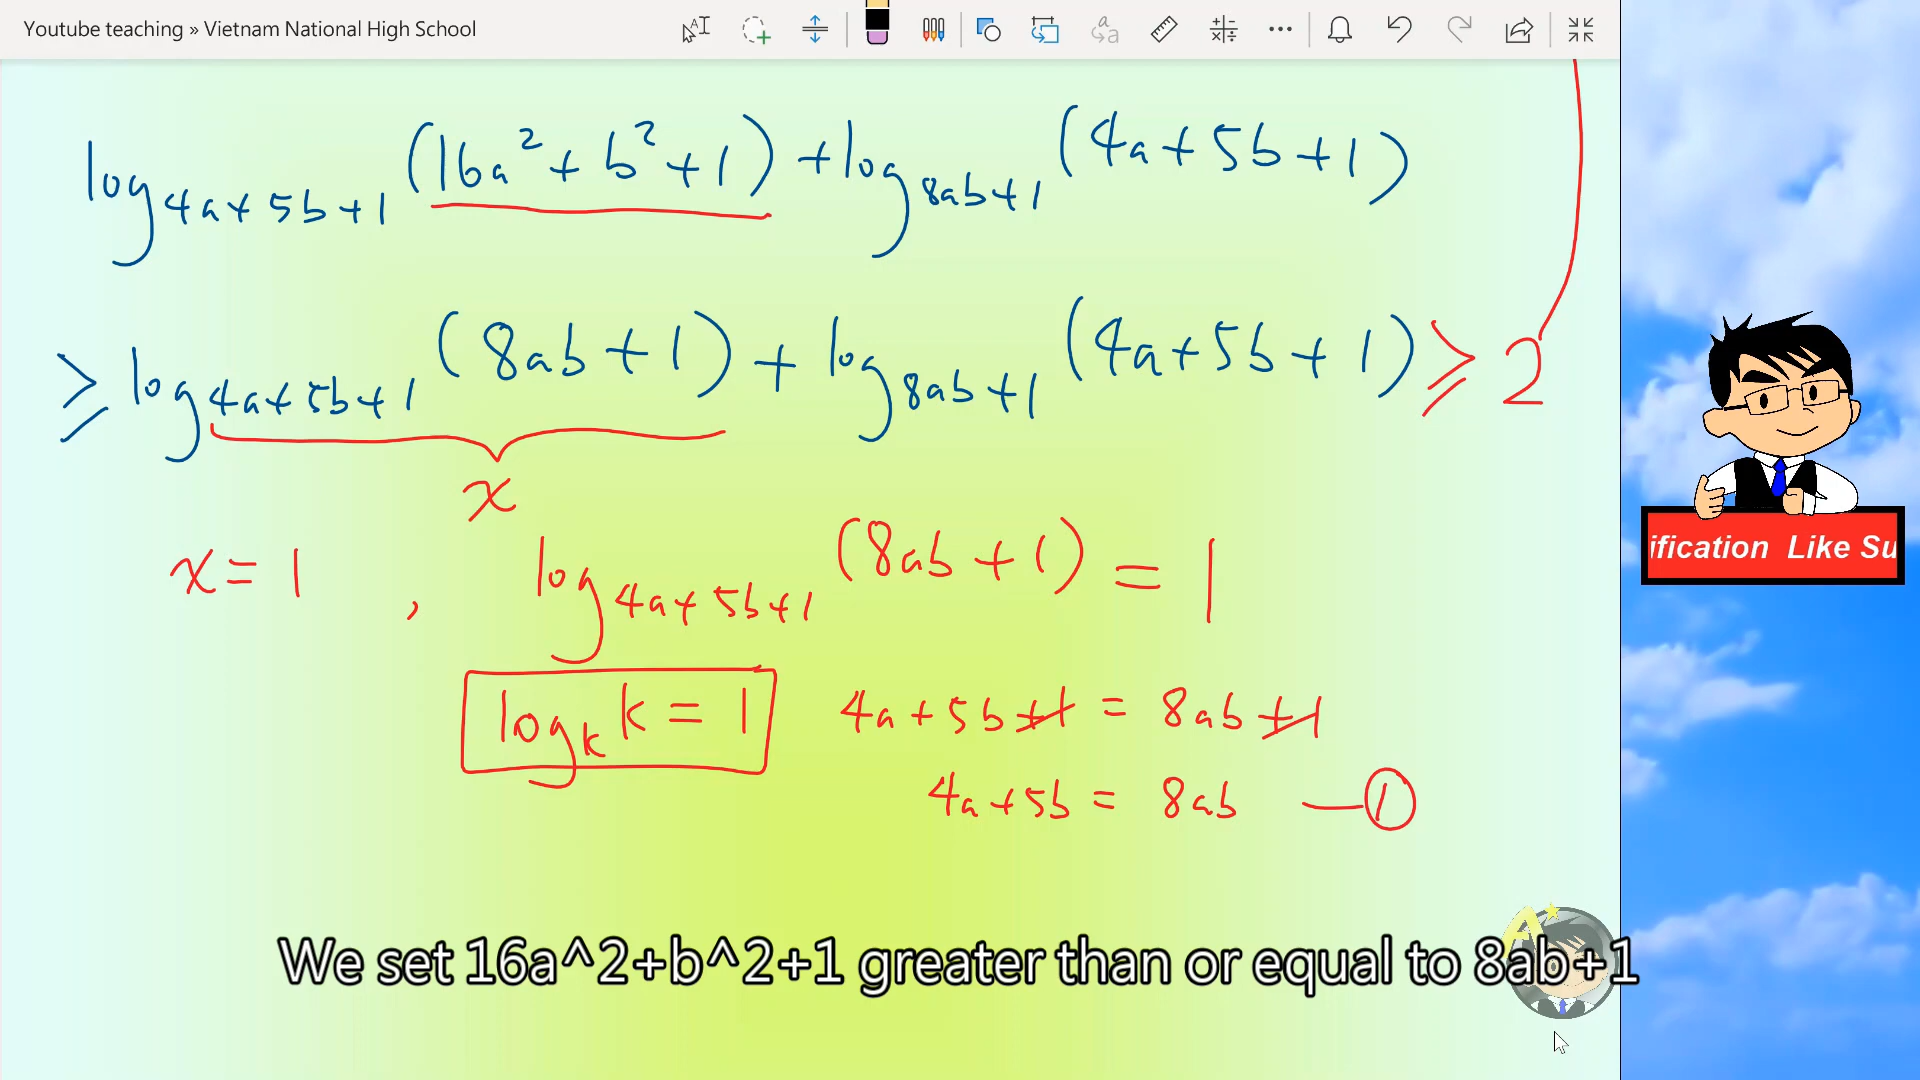 Youtube teaching » Vietnam National High School
log₄ₐ₊₅b₊₁ (16a² + b² + 1) + log₈ₐb₊₁ (4a + 5b + 1)
≥ log₄ₐ₊₅b₊₁ (8ab + 1) + log₈ₐb₊₁ (4a + 5b + 1) ≥ 2
x
x = 1 , log₄ₐ₊₅b₊₁ (8ab + 1) = 1
logₖ k = 1 4a + 5b + 1 = 8ab + 1
4a + 5b = 8ab —①
ification Like Su
We set 16a^2+b^2+1 greater than or equal to 8ab+1